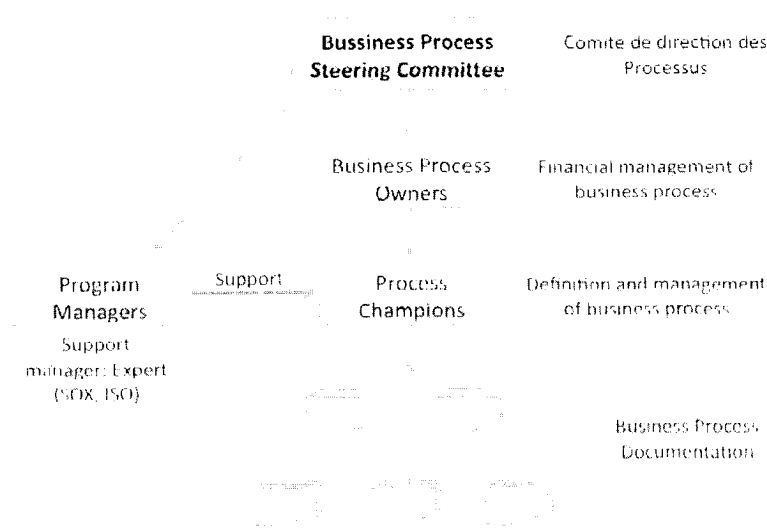 Bussiness Process
Steering Committee
Comite de direction des
Processus
Business Process
Owners
Financial management of
business process
Program
Managers
Support
Process
Champions
Definition and management
of business process
Support
manager: Expert
(SOX, ISO)
Business Process
Documentation